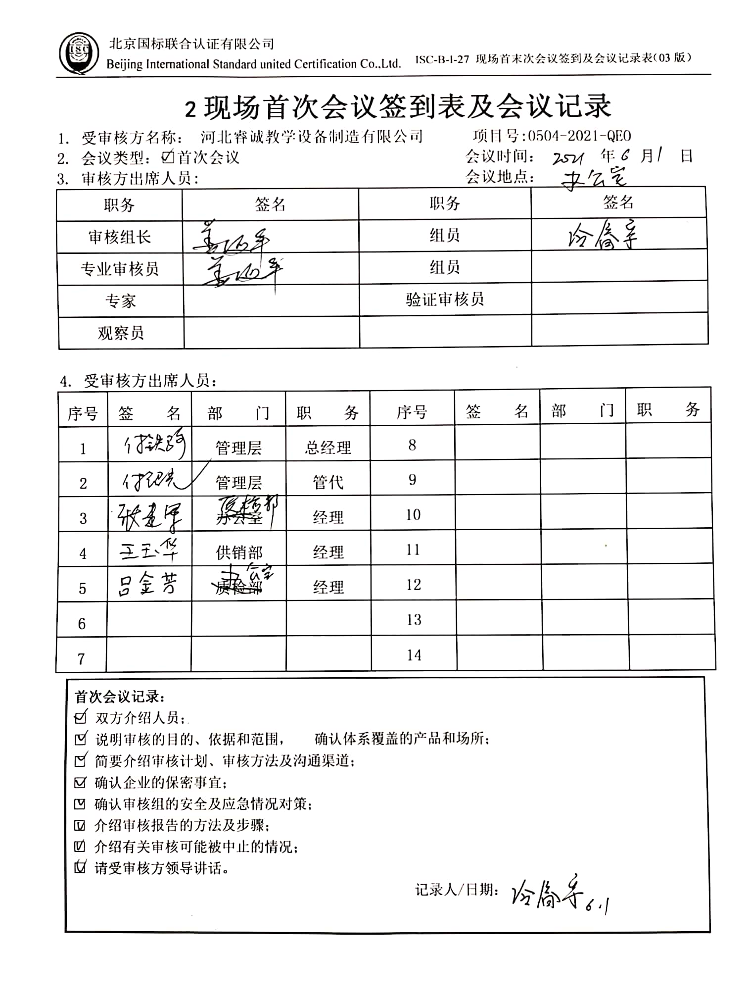 ISC
北京国标联合认证有限公司
Beijing International Standard united Certification Co.,Ltd.
ISC-B-I-27 现场首末次会议签到及会议记录表(03 版)
2 现场首次会议签到表及会议记录
1. 受审核方名称： 河北睿诚教学设备制造有限公司 项目号:0504-2021-QEO
2. 会议类型：☑首次会议 会议时间： 2021 年 6 月 1 日
3. 审核方出席人员： 会议地点： 办公室
职务 签名 职务 签名
审核组长 组员
专业审核员 组员
专家 验证审核员
观察员
4. 受审核方出席人员：
序号 签 名 部 门 职 务 序号 签 名 部 门 职 务
1 管理层 总经理 8
2 管理层 管代 9
3 办公室 质检部 经理 10
4 王玉华 供销部 经理 11
5 吕金芳 质检部 办公室 经理 12
6 13
7 14
首次会议记录：
☑ 双方介绍人员；
☑ 说明审核的目的、依据和范围， 确认体系覆盖的产品和场所；
☑ 简要介绍审核计划、审核方法及沟通渠道；
☑ 确认企业的保密事宜；
☑ 确认审核组的安全及应急情况对策；
☑ 介绍审核报告的方法及步骤；
☑ 介绍有关审核可能被中止的情况；
☑ 请受审核方领导讲话。
记录人/日期： 6.1